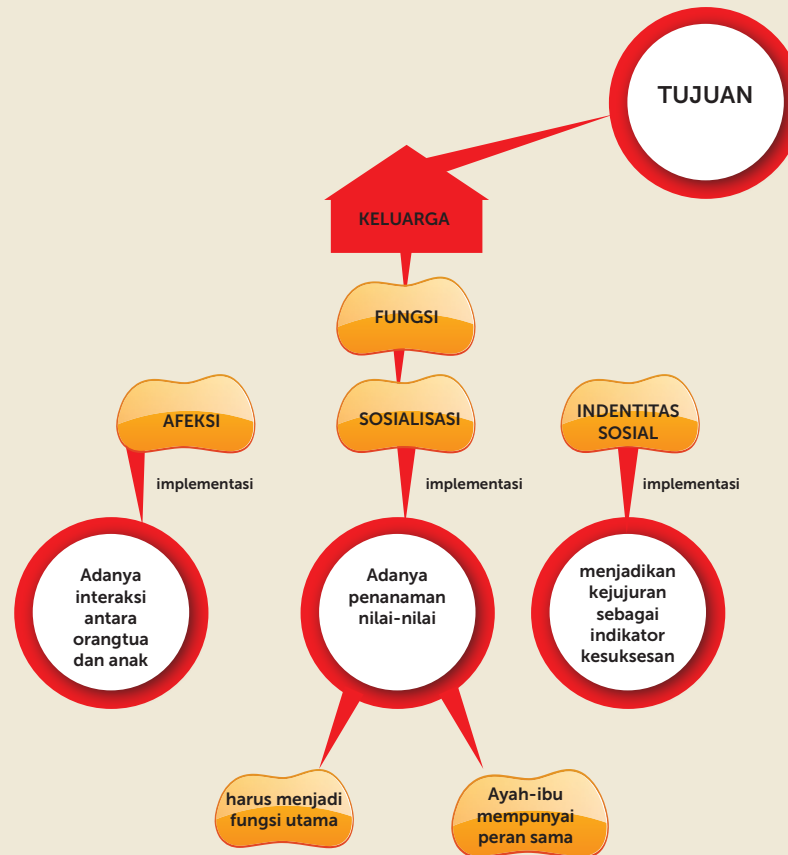 TUJUAN
KELUARGA
FUNGSI
AFEKSI
SOSIALISASI
INDENTITAS
SOSIAL
implementasi
implementasi
implementasi
Adanya
interaksi
antara
orangtua
dan anak
Adanya
penanaman
nilai-nilai
menjadikan
kejujuran
sebagai
indikator
kesuksesan
harus menjadi
fungsi utama
Ayah-ibu
mempunyai
peran sama